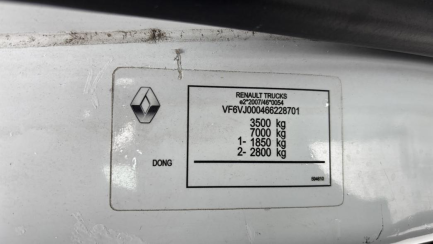 RENAULT TRUCKS
e2*2007/46*0054
VF6VJ000466228701
3500 kg
7000 kg
1- 1850 kg
2- 2800 kg
DONG